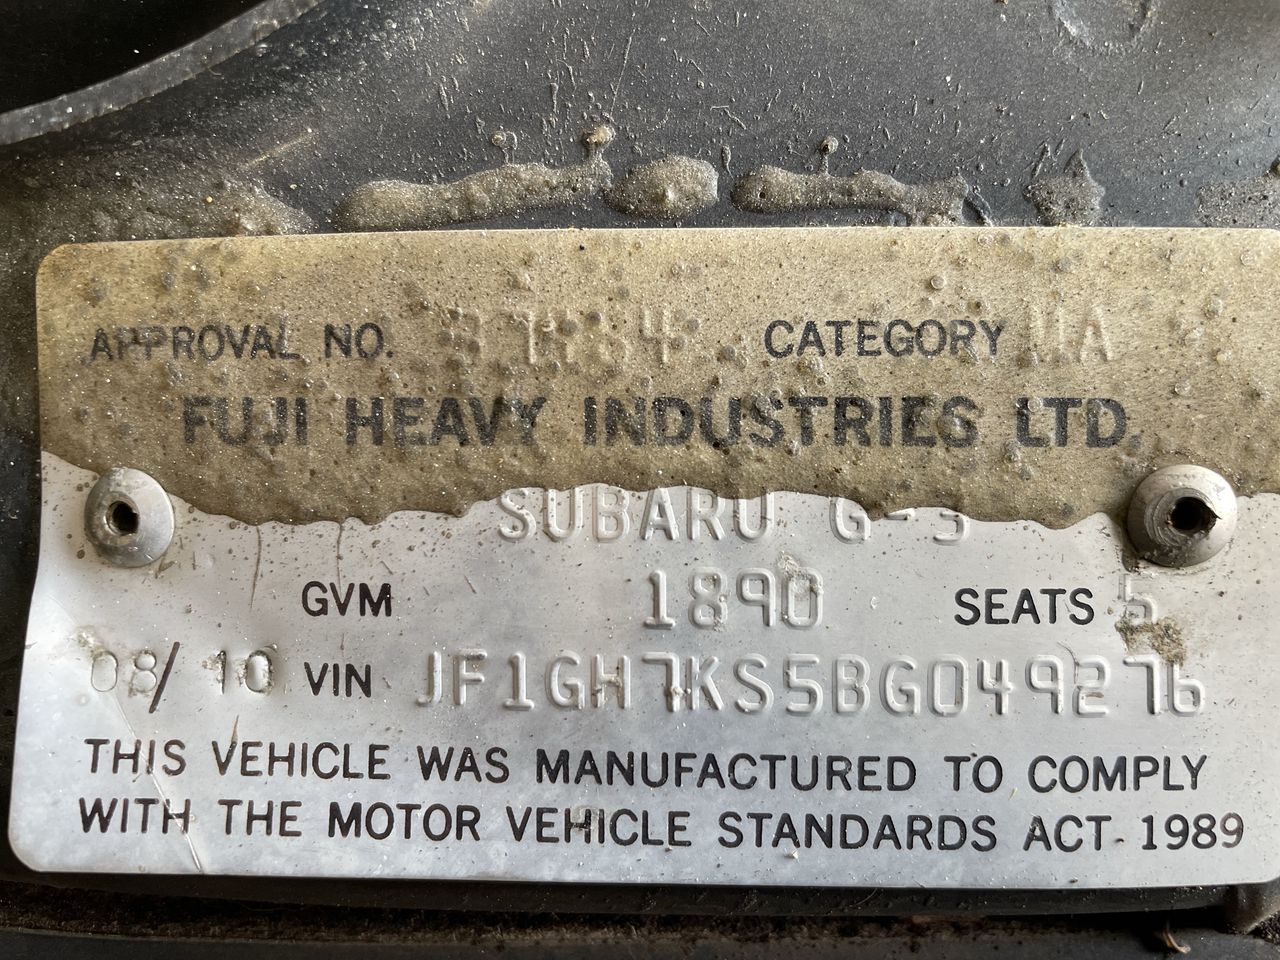 APPROVAL NO. CATEGORY MA
FUJI HEAVY INDUSTRIES LTD.
SUBARU G-3
GVM 1890 SEATS 5
08/10 VIN JF1GH7KS5BG049276
THIS VEHICLE WAS MANUFACTURED TO COMPLY
WITH THE MOTOR VEHICLE STANDARDS ACT 1989